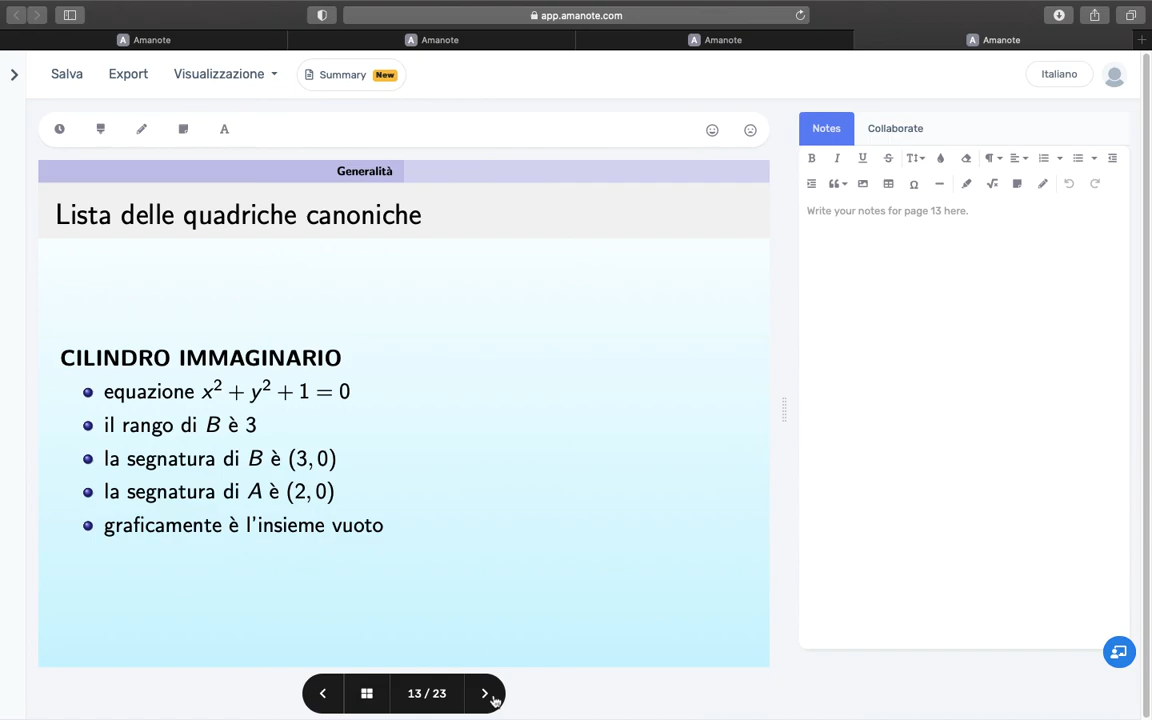 app.amanote.com
Amanote
Amanote
Amanote
Amanote
Salva
Export
Visualizzazione
Summary New
Italiano
Notes
Collaborate
Generalità
Lista delle quadriche canoniche
Write your notes for page 13 here.
CILINDRO IMMAGINARIO
equazione x² + y² + 1 = 0
il rango di B è 3
la segnatura di B è (3, 0)
la segnatura di A è (2, 0)
graficamente è l'insieme vuoto
13 / 23